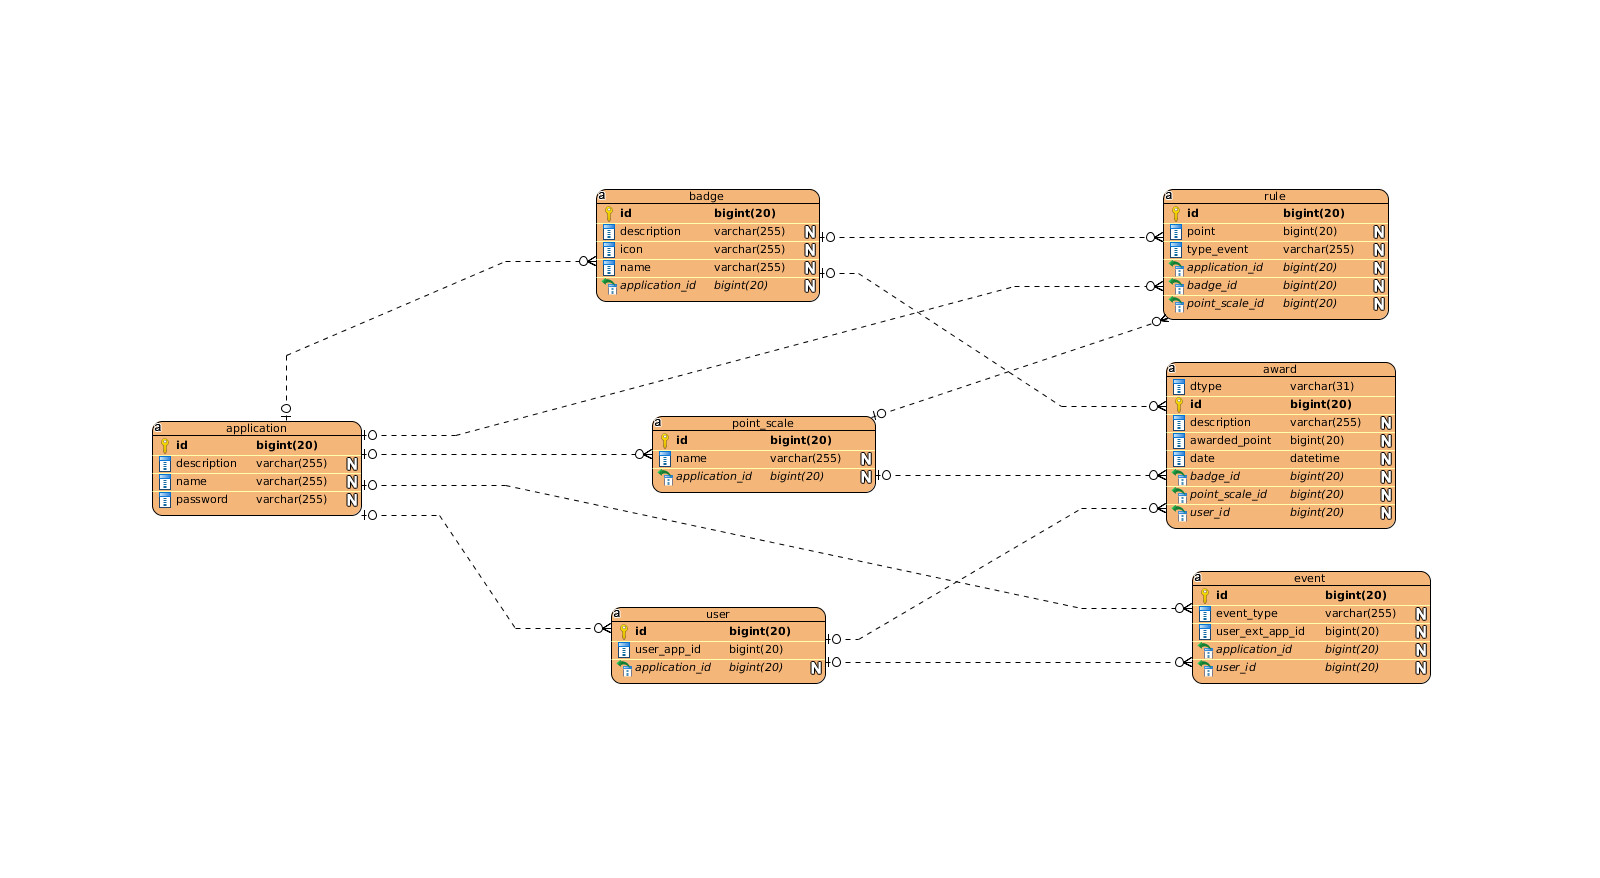 a badge
id bigint(20)
description varchar(255) N
icon varchar(255) N
name varchar(255) N
application_id bigint(20) N
a rule
id bigint(20)
point bigint(20) N
type_event varchar(255) N
application_id bigint(20) N
badge_id bigint(20) N
point_scale_id bigint(20) N
a application
id bigint(20)
description varchar(255) N
name varchar(255) N
password varchar(255) N
a point_scale
id bigint(20)
name varchar(255) N
application_id bigint(20) N
a award
dtype varchar(31)
id bigint(20)
description varchar(255) N
awarded_point bigint(20) N
date datetime N
badge_id bigint(20) N
point_scale_id bigint(20) N
user_id bigint(20) N
a user
id bigint(20)
user_app_id bigint(20)
application_id bigint(20) N
a event
id bigint(20)
event_type varchar(255) N
user_ext_app_id bigint(20) N
application_id bigint(20) N
user_id bigint(20) N